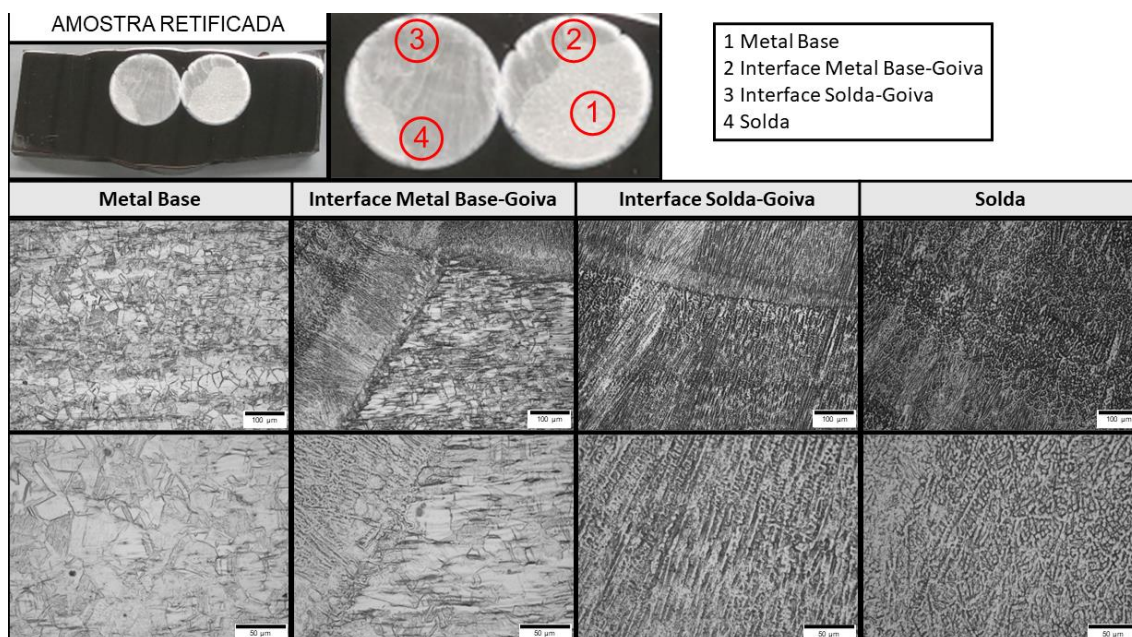 AMOSTRA RETIFICADA
3
2
1
4
1 Metal Base
2 Interface Metal Base-Goiva
3 Interface Solda-Goiva
4 Solda
Metal Base
Interface Metal Base-Goiva
Interface Solda-Goiva
Solda
100 µm
100 µm
100 µm
100 µm
50 µm
50 µm
50 µm
50 µm